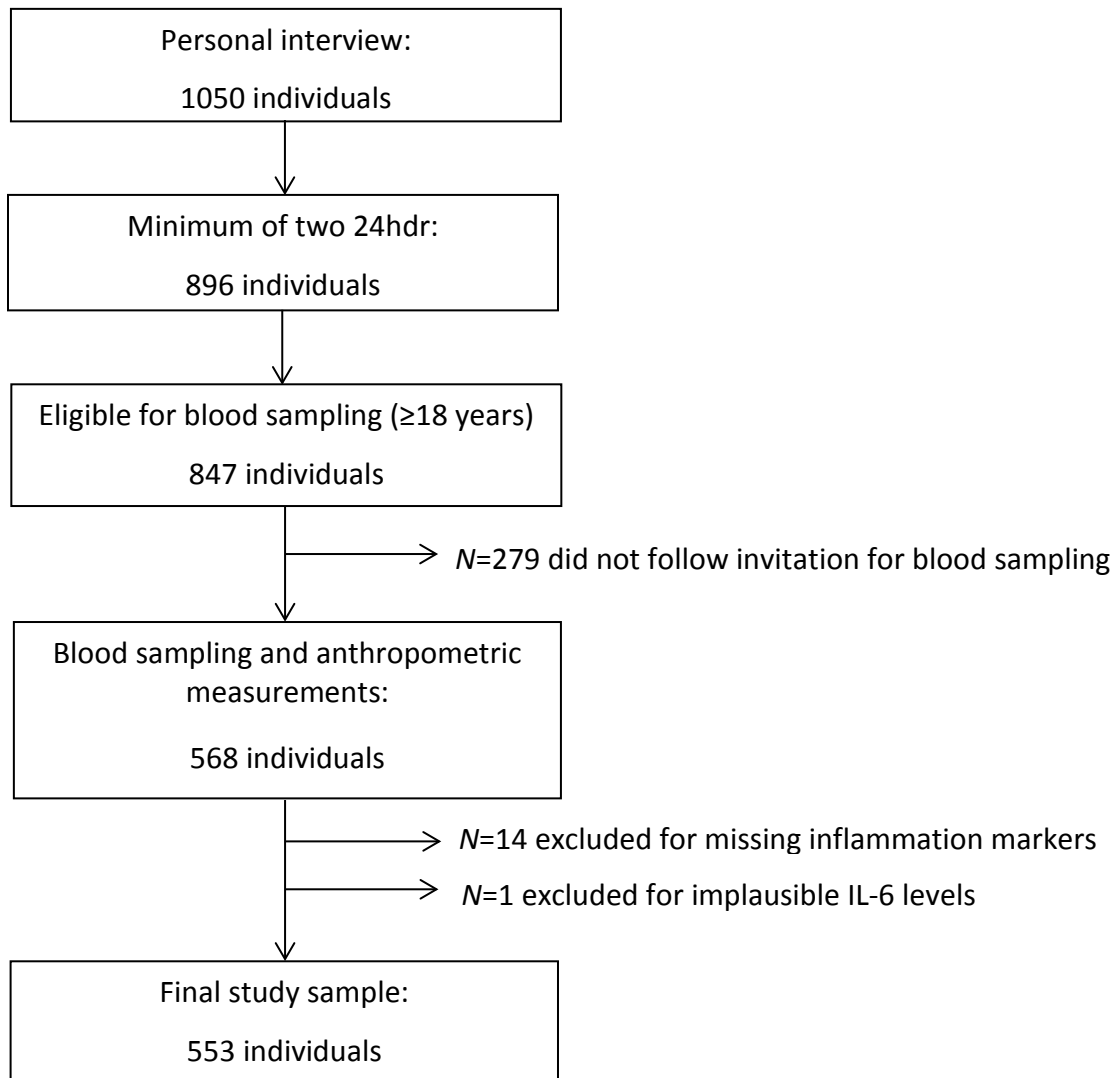 Personal interview:
1050 individuals
Minimum of two 24hdr:
896 individuals
Eligible for blood sampling (≥18 years)
847 individuals
N=279 did not follow invitation for blood sampling
Blood sampling and anthropometric
measurements:
568 individuals
N=14 excluded for missing inflammation markers
N=1 excluded for implausible IL-6 levels
Final study sample:
553 individuals